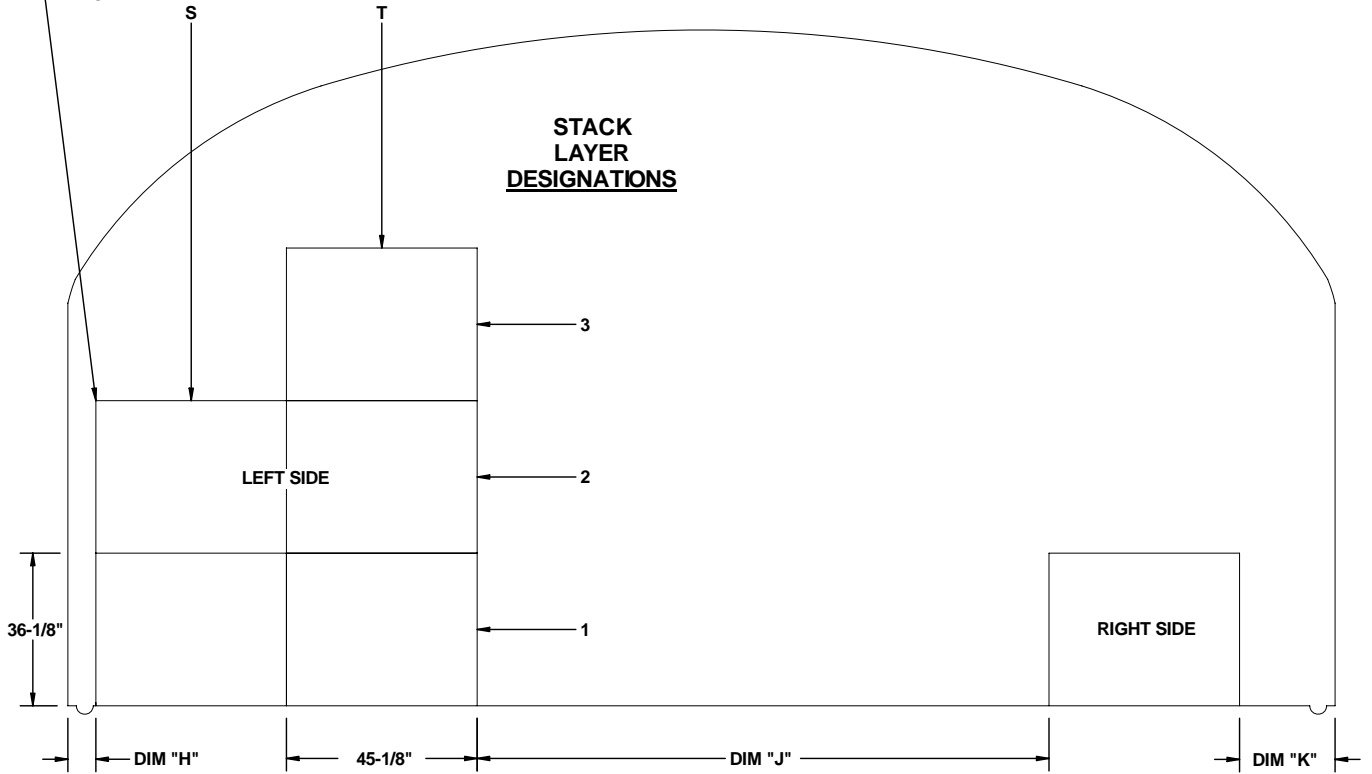 S
T
STACK
LAYER
DESIGNATIONS
3
LEFT SIDE
2
36-1/8"
1
RIGHT SIDE
DIM "H"
45-1/8"
DIM "J"
DIM "K"